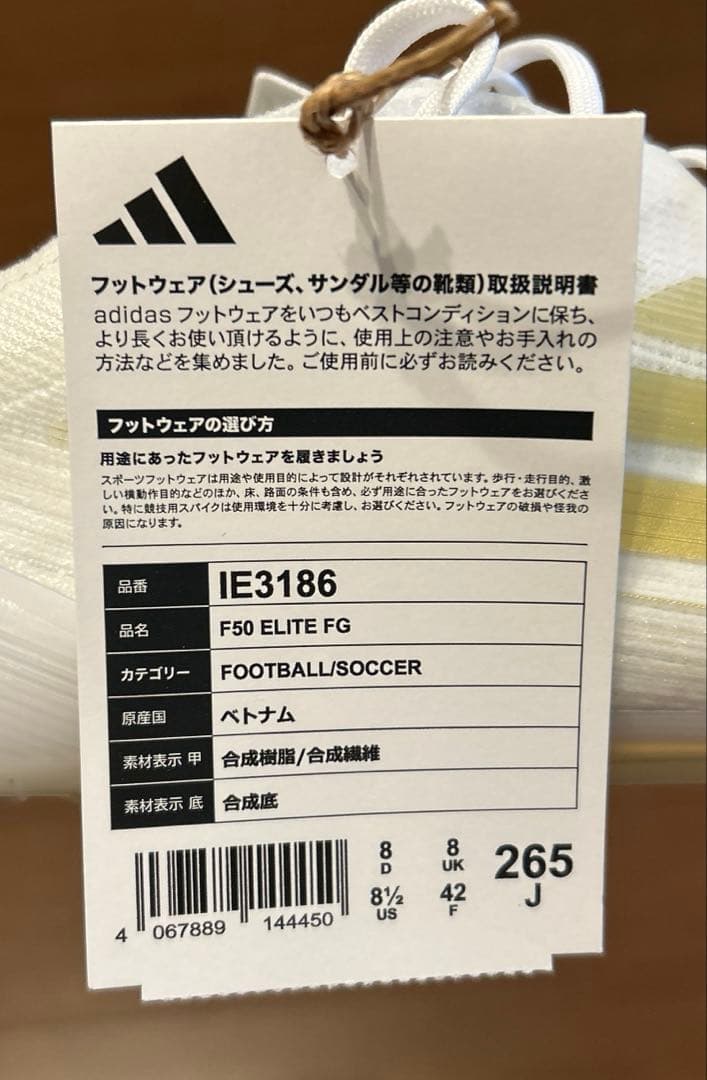 フットウェア(シューズ、サンダル等の靴類)取扱説明書
adidas フットウェアをいつもベストコンディションに保ち、
より長くお使い頂けるように、使用上の注意やお手入れの
方法などを集めました。ご使用前に必ずお読みください。
フットウェアの選び方
用途にあったフットウェアを履きましょう
スポーツフットウェアは用途や使用目的によって設計がそれぞれされています。歩行・走行目的、激
しい横動作目的などのほか、床、路面の条件も含め、必ず用途に合ったフットウェアをお選びくださ
い。特に競技用スパイクは使用環境を十分に考慮し、お選びください。フットウェアの破損や怪我の
原因になります。
品番 IE3186
品名 F50 ELITE FG
カテゴリー FOOTBALL/SOCCER
原産国 ベトナム
素材表示 甲 合成樹脂/合成繊維
素材表示 底 合成底
8 D 8 UK 265 J
8½ US 42 F
4 067889 144450